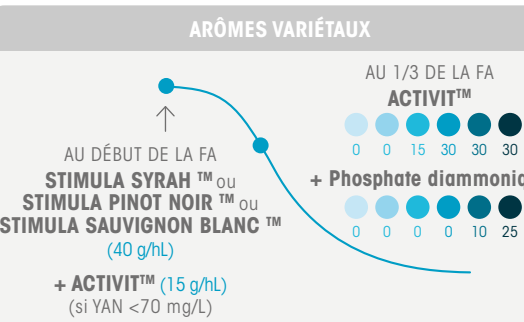 ARÔMES VARIÉTAUX
AU DÉBUT DE LA FA
STIMULA SYRAH ™ ou
STIMULA PINOT NOIR ™ ou
STIMULA SAUVIGNON BLANC ™
(40 g/hL)
+ ACTIVIT™ (15 g/hL)
(si YAN <70 mg/L)
AU 1/3 DE LA FA
ACTIVIT™
0 0 15 30 30 30
+ Phosphate diammonia
0 0 0 0 10 25